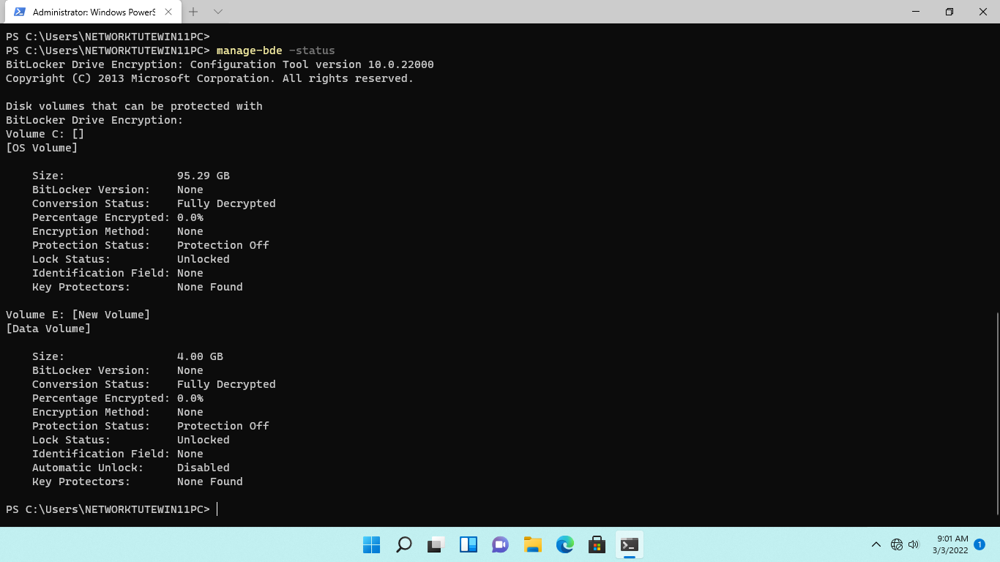 Administrator: Windows PowerS
PS C:\Users\NETWORKTUTEWIN11PC>
PS C:\Users\NETWORKTUTEWIN11PC> manage-bde -status
BitLocker Drive Encryption: Configuration Tool version 10.0.22000
Copyright (C) 2013 Microsoft Corporation. All rights reserved.
Disk volumes that can be protected with
BitLocker Drive Encryption:
Volume C: []
[OS Volume]
Size: 95.29 GB
BitLocker Version: None
Conversion Status: Fully Decrypted
Percentage Encrypted: 0.0%
Encryption Method: None
Protection Status: Protection Off
Lock Status: Unlocked
Identification Field: None
Key Protectors: None Found
Volume E: [New Volume]
[Data Volume]
Size: 4.00 GB
BitLocker Version: None
Conversion Status: Fully Decrypted
Percentage Encrypted: 0.0%
Encryption Method: None
Protection Status: Protection Off
Lock Status: Unlocked
Identification Field: None
Automatic Unlock: Disabled
Key Protectors: None Found
PS C:\Users\NETWORKTUTEWIN11PC>
9:01 AM
3/3/2022
1